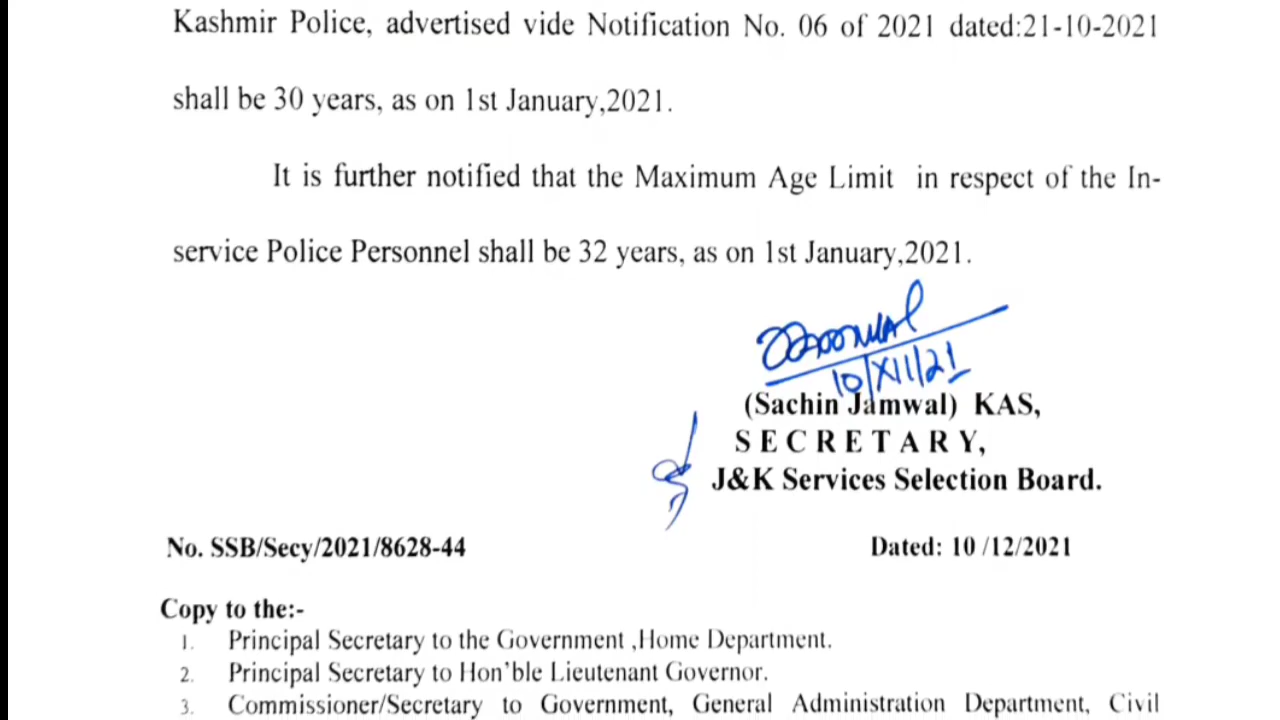 Kashmir Police, advertised vide Notification No. 06 of 2021 dated:21-10-2021
shall be 30 years, as on 1st January,2021.
It is further notified that the Maximum Age Limit in respect of the In-
service Police Personnel shall be 32 years, as on 1st January,2021.
10/XII/21
(Sachin Jamwal) KAS,
SECRETARY,
J&K Services Selection Board.
No. SSB/Secy/2021/8628-44 Dated: 10 /12/2021
Copy to the:-
1. Principal Secretary to the Government ,Home Department.
2. Principal Secretary to Hon’ble Lieutenant Governor.
3. Commissioner/Secretary to Government, General Administration Department, Civil